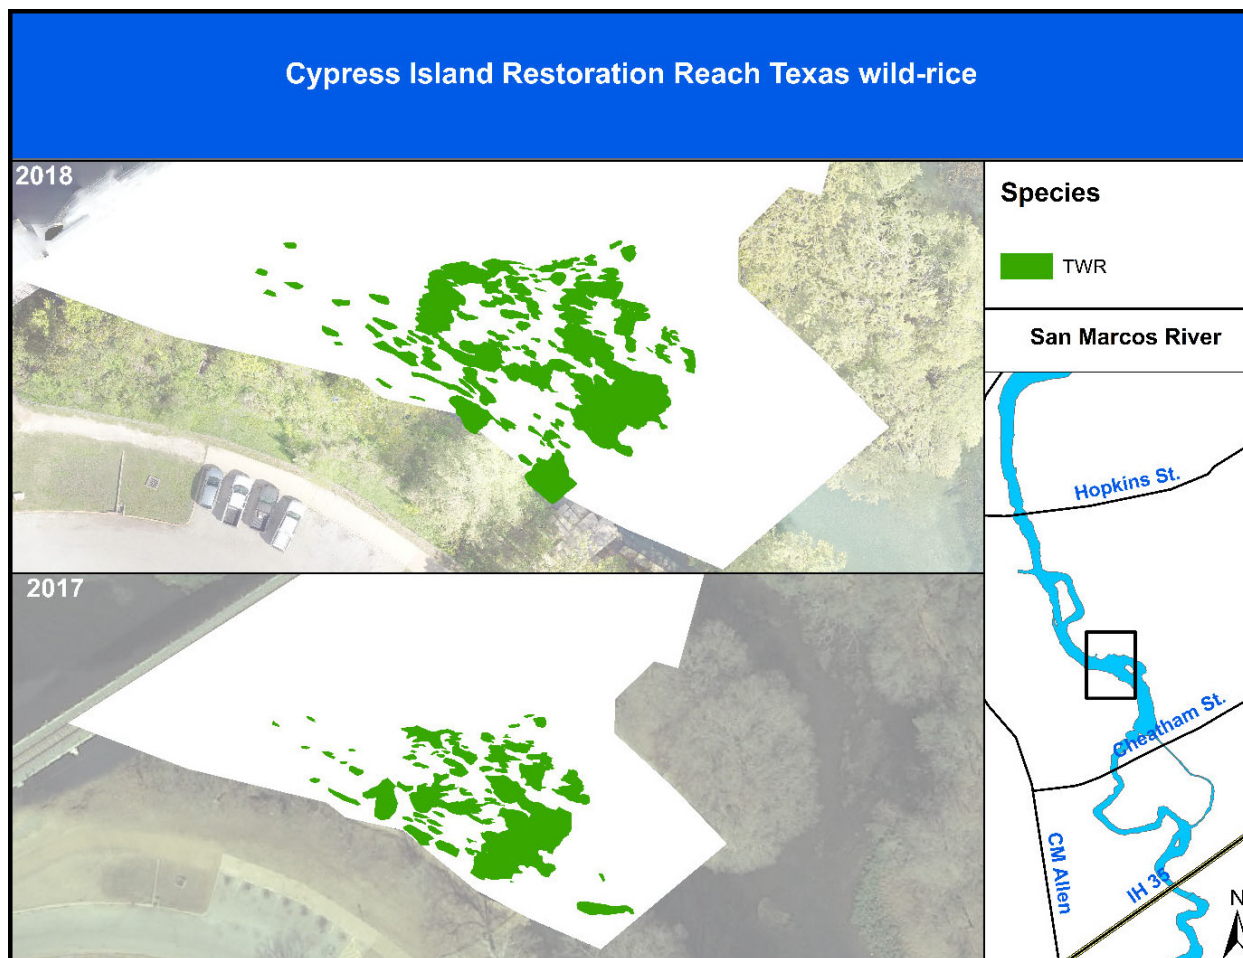 Cypress Island Restoration Reach Texas wild-rice
2018
Species
TWR
San Marcos River
Hopkins St.
2017
Cheatham St.
CM Allen
IH 35
N